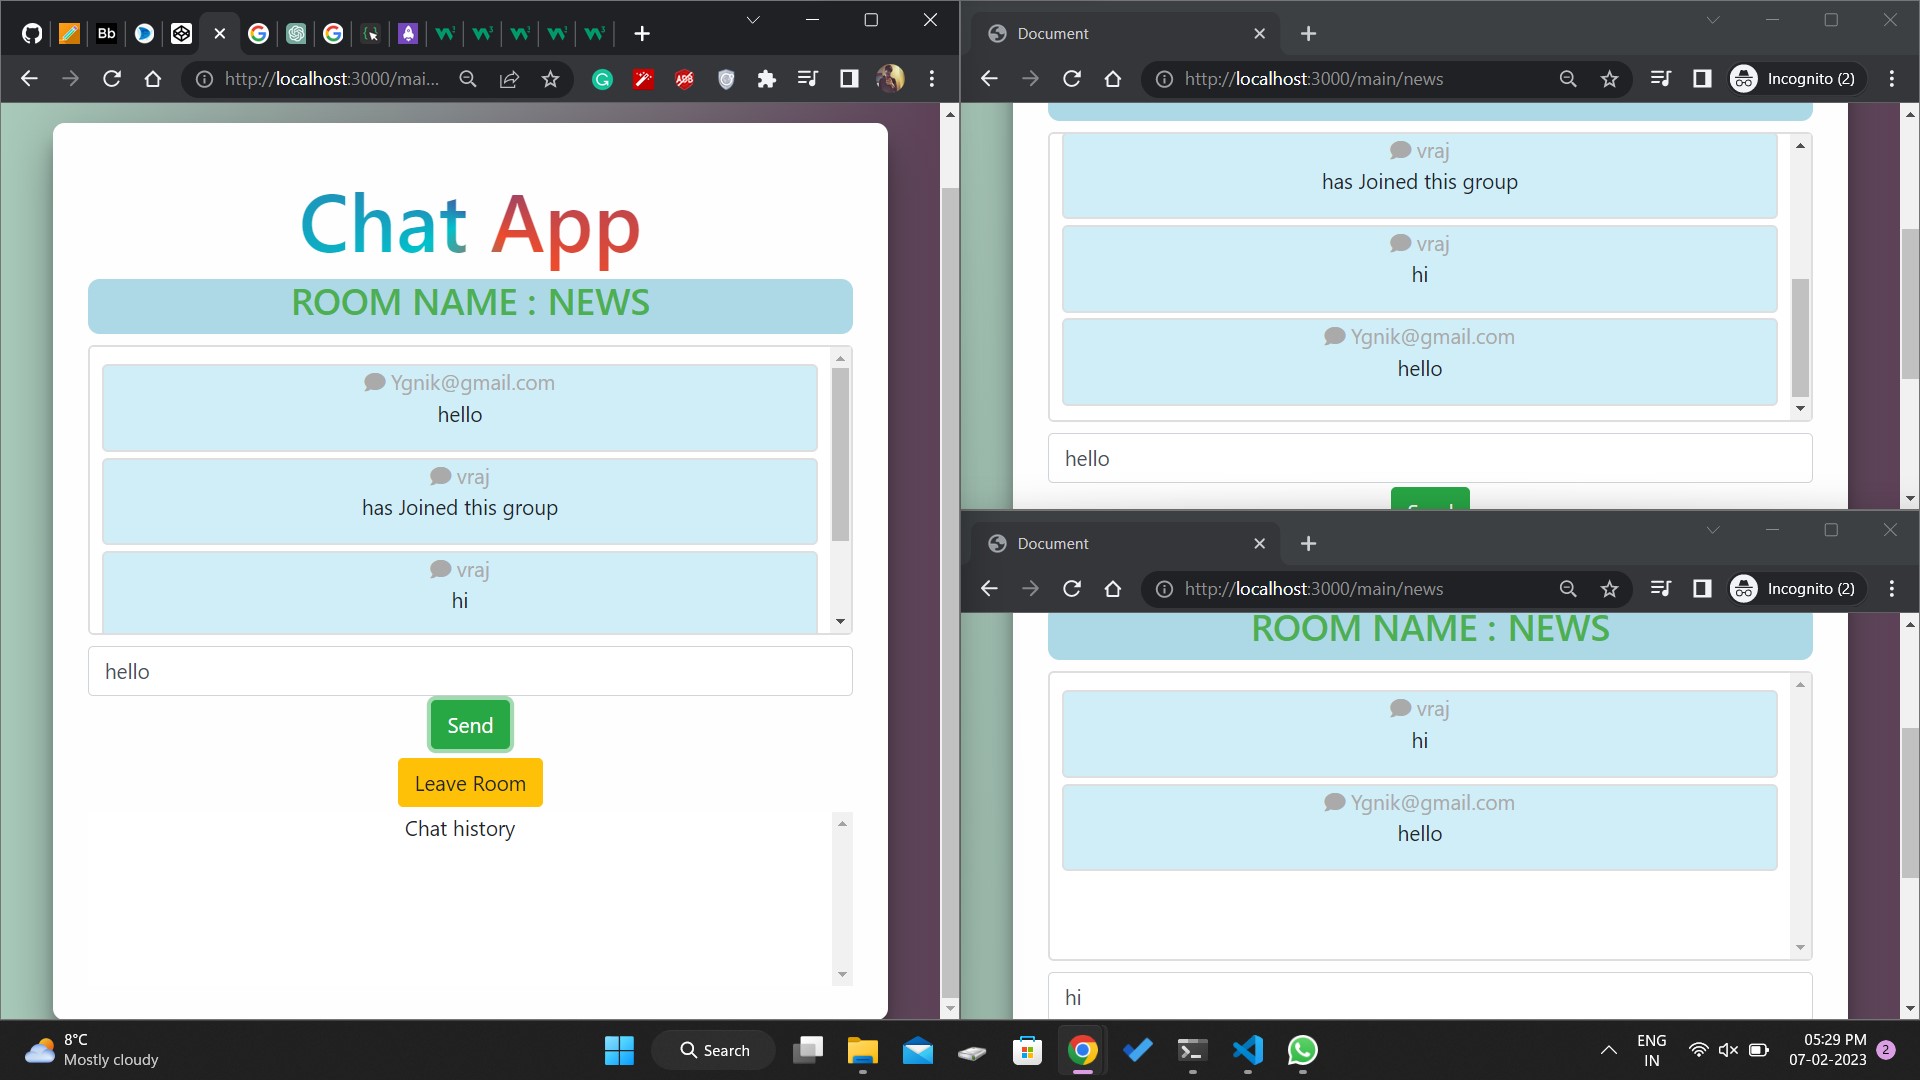 Bb
http://localhost:3000/mai...
Chat App
ROOM NAME : NEWS
Ygnik@gmail.com
hello
vraj
has Joined this group
vraj
hi
hello
Send
Leave Room
Chat history
Document
http://localhost:3000/main/news
Incognito (2)
vraj
has Joined this group
vraj
hi
Ygnik@gmail.com
hello
hello
Document
http://localhost:3000/main/news
Incognito (2)
ROOM NAME : NEWS
vraj
hi
Ygnik@gmail.com
hello
hi
8°C
Mostly cloudy
Search
ENG
IN
05:29 PM
07-02-2023
2